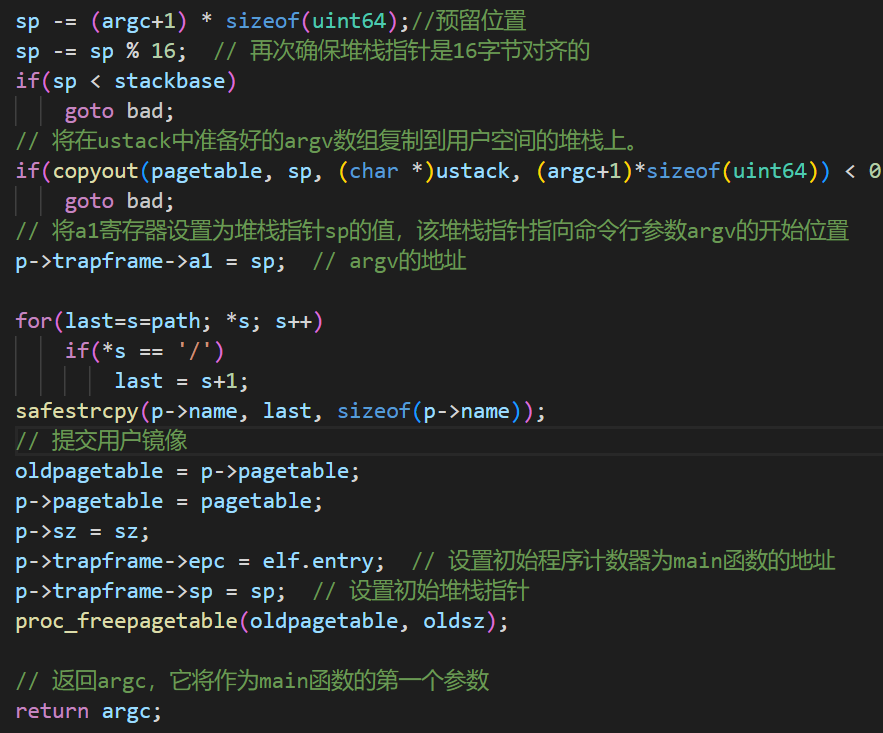 sp -= (argc+1) * sizeof(uint64);//预留位置
sp -= sp % 16;  // 再次确保堆栈指针是16字节对齐的
if(sp < stackbase)
    goto bad;
// 将在ustack中准备好的argv数组复制到用户空间的堆栈上。
if(copyout(pagetable, sp, (char *)ustack, (argc+1)*sizeof(uint64)) < 0
    goto bad;
// 将a1寄存器设置为堆栈指针sp的值，该堆栈指针指向命令行参数argv的开始位置
p->trapframe->a1 = sp;  // argv的地址
for(last=s=path; *s; s++)
    if(*s == '/')
        last = s+1;
safestrcpy(p->name, last, sizeof(p->name));
// 提交用户镜像
oldpagetable = p->pagetable;
p->pagetable = pagetable;
p->sz = sz;
p->trapframe->epc = elf.entry;  // 设置初始程序计数器为main函数的地址
p->trapframe->sp = sp;  // 设置初始堆栈指针
proc_freepagetable(oldpagetable, oldsz);
// 返回argc，它将作为main函数的第一个参数
return argc;